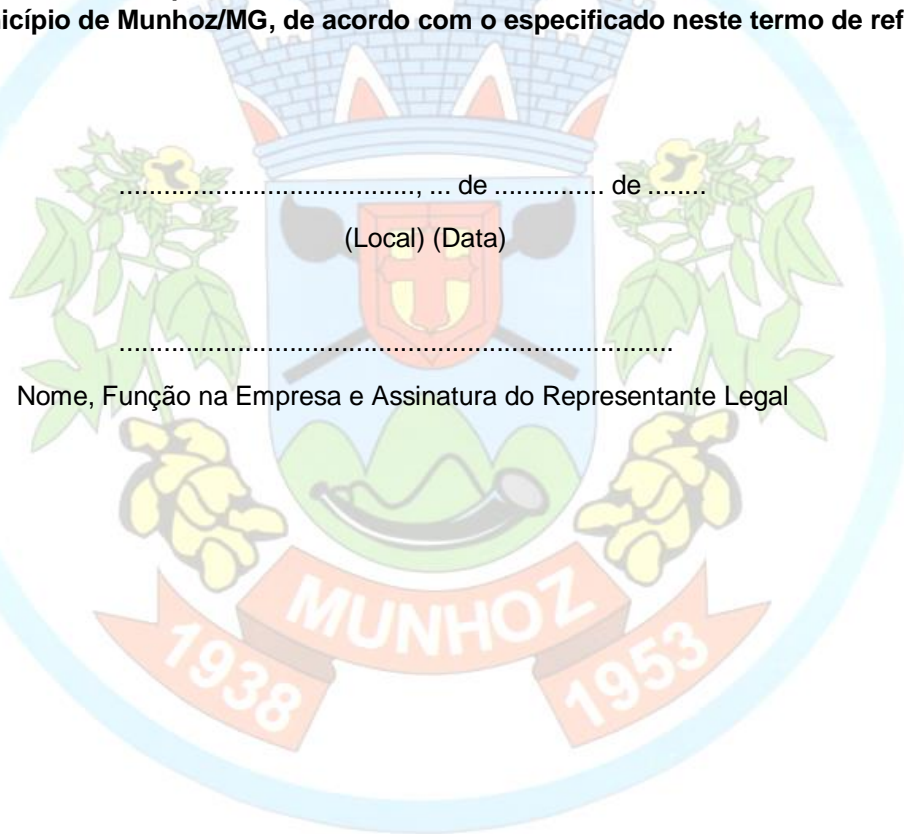 nicípio de Munhoz/MG, de acordo com o especificado neste termo de ref
........................................, ... de ............... de ........
(Local) (Data)
...........................................................................
Nome, Função na Empresa e Assinatura do Representante Legal
MUNHOZ
1938
1953